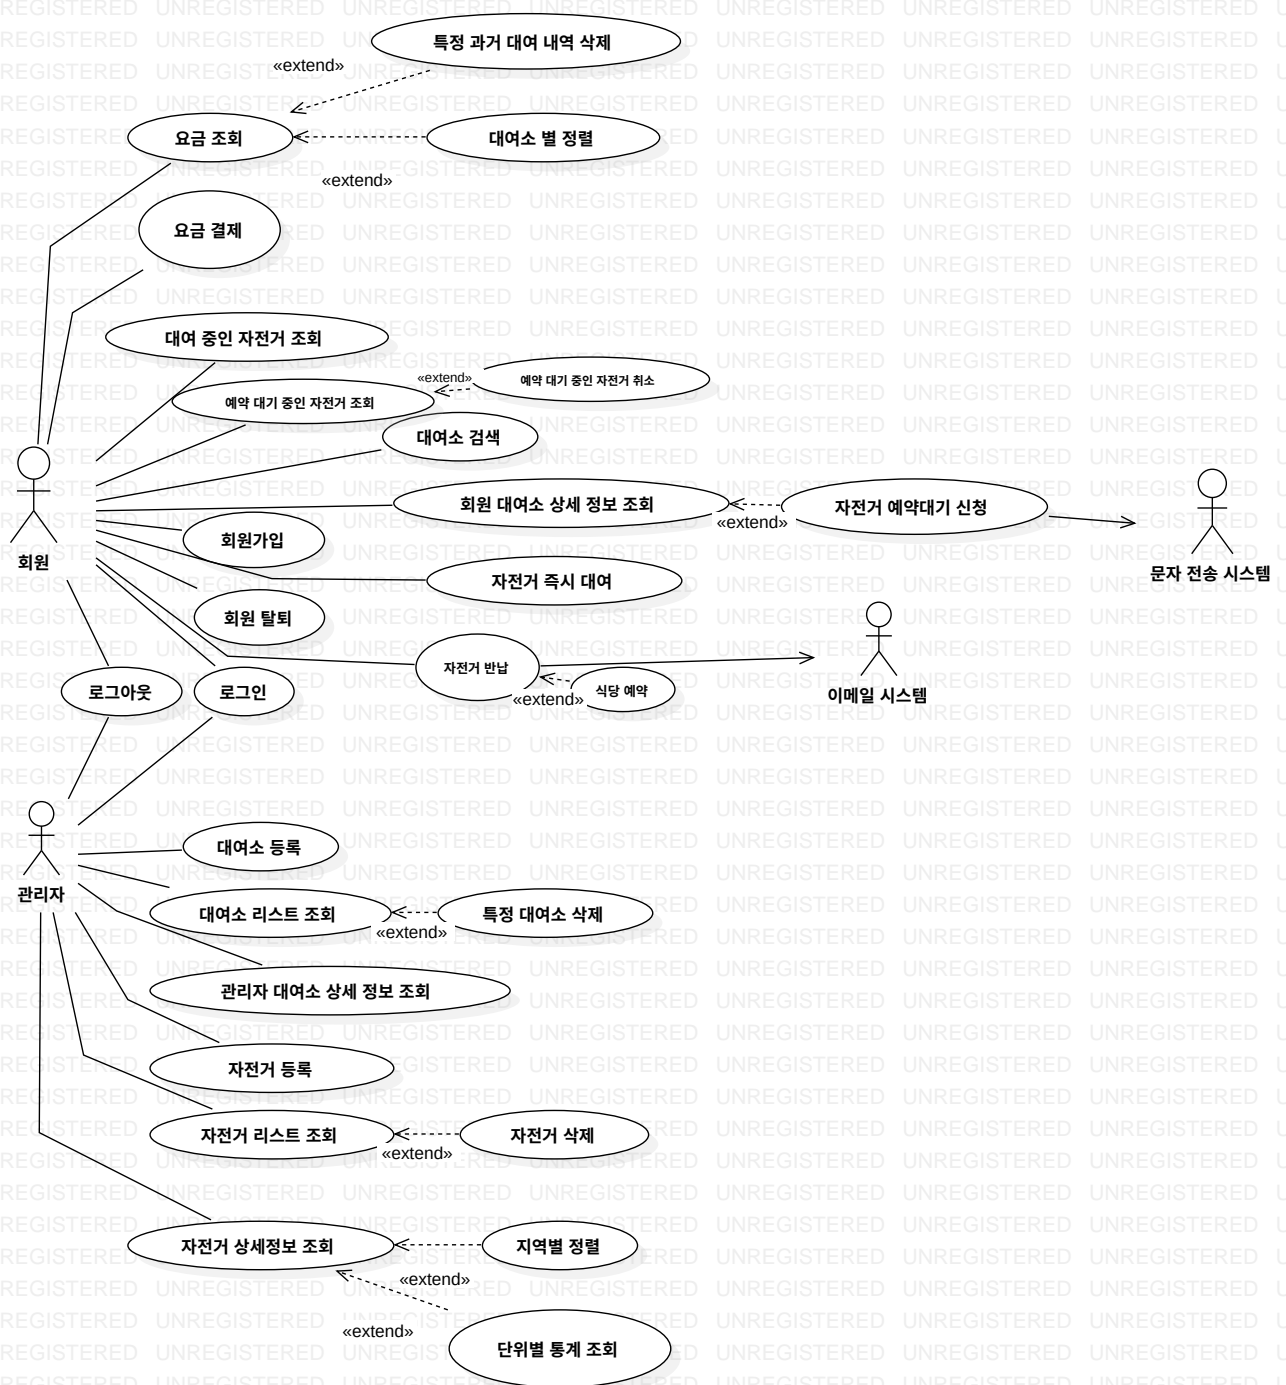 특정 과거 대여 내역 삭제
«extend»
요금 조회
대여소 별 정렬
«extend»
요금 결제
대여 중인 자전거 조회
예약 대기 중인 자전거 조회
«extend»
예약 대기 중인 자전거 취소
대여소 검색
회원 대여소 상세 정보 조회
«extend»
자전거 예약대기 신청
문자 전송 시스템
회원
회원가입
자전거 즉시 대여
회원 탈퇴
자전거 반납
«extend»
식당 예약
이메일 시스템
로그아웃
로그인
관리자
대여소 등록
대여소 리스트 조회
«extend»
특정 대여소 삭제
관리자 대여소 상세 정보 조회
자전거 등록
자전거 리스트 조회
«extend»
자전거 삭제
자전거 상세정보 조회
지역별 정렬
«extend»
«extend»
단위별 통계 조회
UNREGISTERED